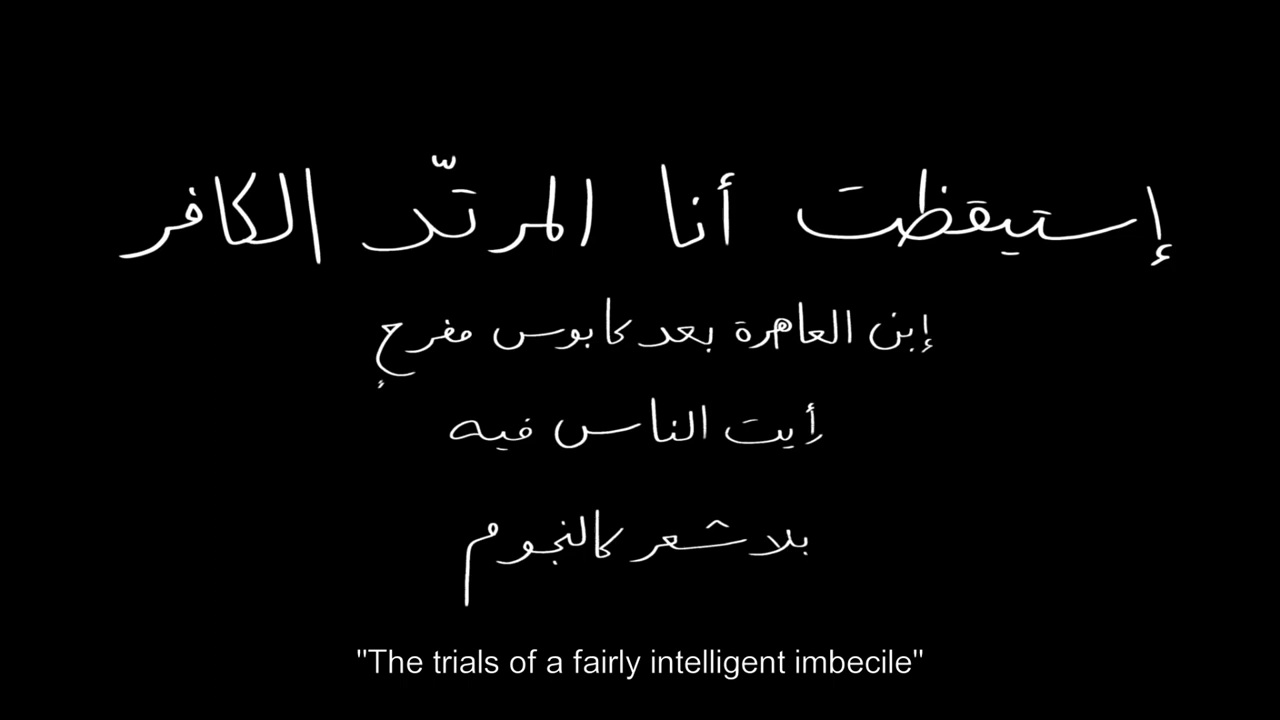 إستيقظت أنا المرتّد الكافر
إبن العاهرة بعد كابوس مفرحٍ
رأيت الناس فيه
بلا شعر كالنجوم
"The trials of a fairly intelligent imbecile"